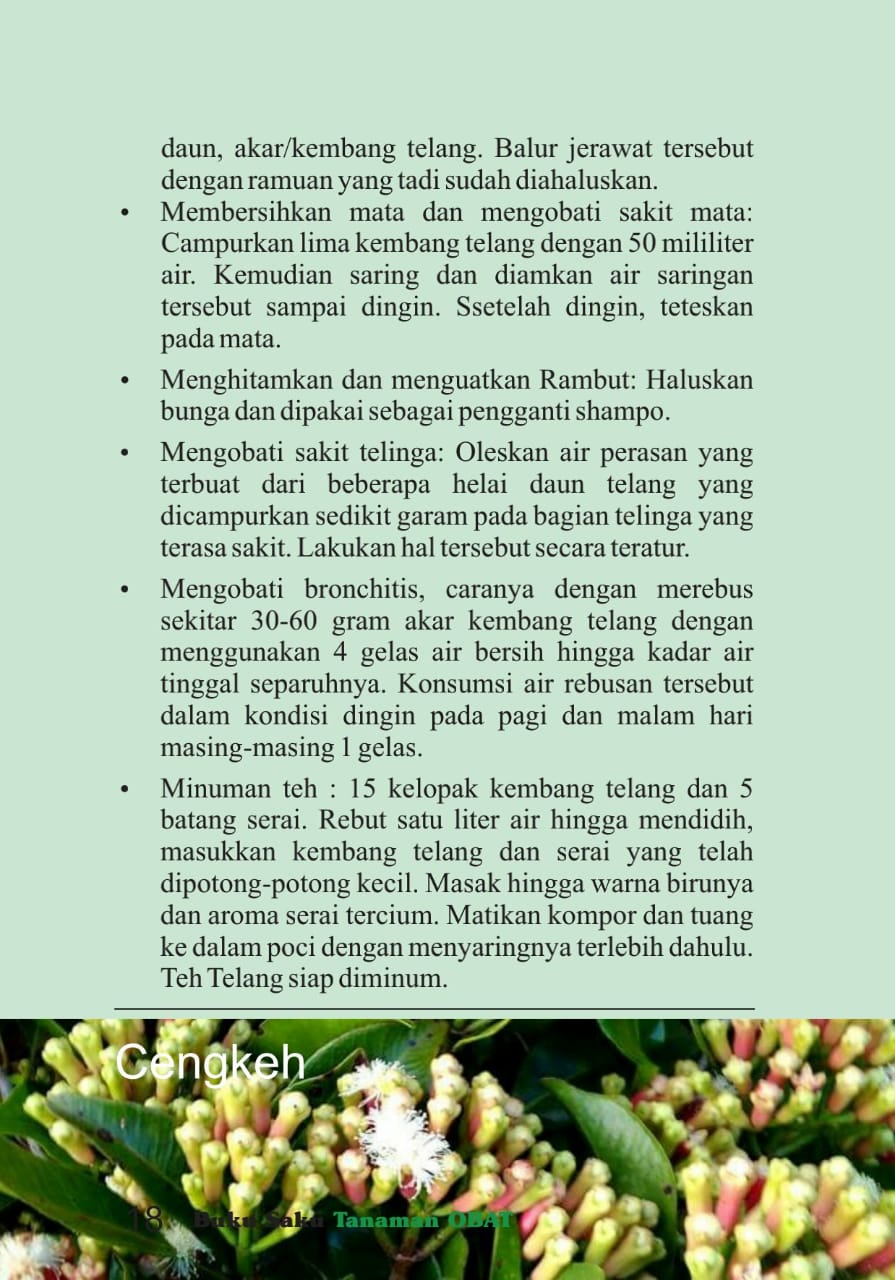 daun, akar/kembang telang. Balur jerawat tersebut
dengan ramuan yang tadi sudah diahaluskan.
• Membersihkan mata dan mengobati sakit mata:
Campurkan lima kembang telang dengan 50 mililiter
air. Kemudian saring dan diamkan air saringan
tersebut sampai dingin. Ssetelah dingin, teteskan
pada mata.
• Menghitamkan dan menguatkan Rambut: Haluskan
bunga dan dipakai sebagai pengganti shampo.
• Mengobati sakit telinga: Oleskan air perasan yang
terbuat dari beberapa helai daun telang yang
dicampurkan sedikit garam pada bagian telinga yang
terasa sakit. Lakukan hal tersebut secara teratur.
• Mengobati bronchitis, caranya dengan merebus
sekitar 30-60 gram akar kembang telang dengan
menggunakan 4 gelas air bersih hingga kadar air
tinggal separuhnya. Konsumsi air rebusan tersebut
dalam kondisi dingin pada pagi dan malam hari
masing-masing 1 gelas.
• Minuman teh : 15 kelopak kembang telang dan 5
batang serai. Rebut satu liter air hingga mendidih,
masukkan kembang telang dan serai yang telah
dipotong-potong kecil. Masak hingga warna birunya
dan aroma serai tercium. Matikan kompor dan tuang
ke dalam poci dengan menyaringnya terlebih dahulu.
Teh Telang siap diminum.
Cengkeh
18 Buku Saku Tanaman OBAT